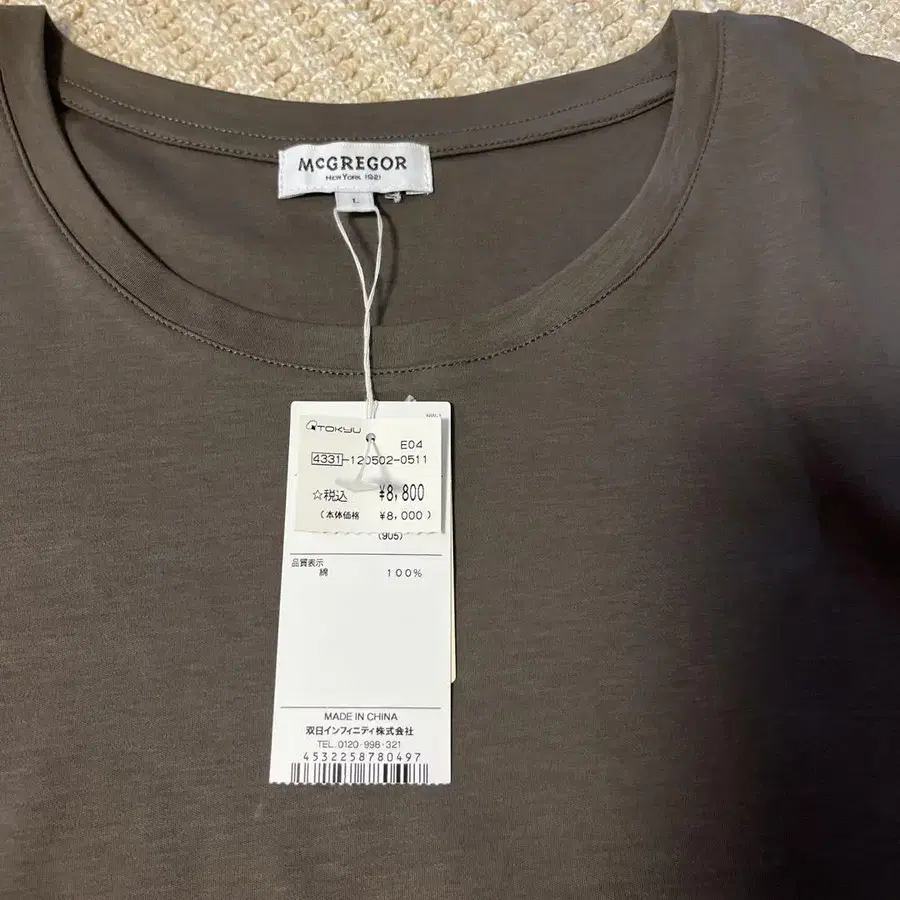 McGREGOR
NEW YORK 1921
L
TOKYU
E04
4331-120502-0511
☆税込 ¥8,800
(本体価格 ¥8,000)
(905)
品質表示
綿 100%
MADE IN CHINA
双日インフィニティ株式会社
TEL.0120-998-321
4532258780497